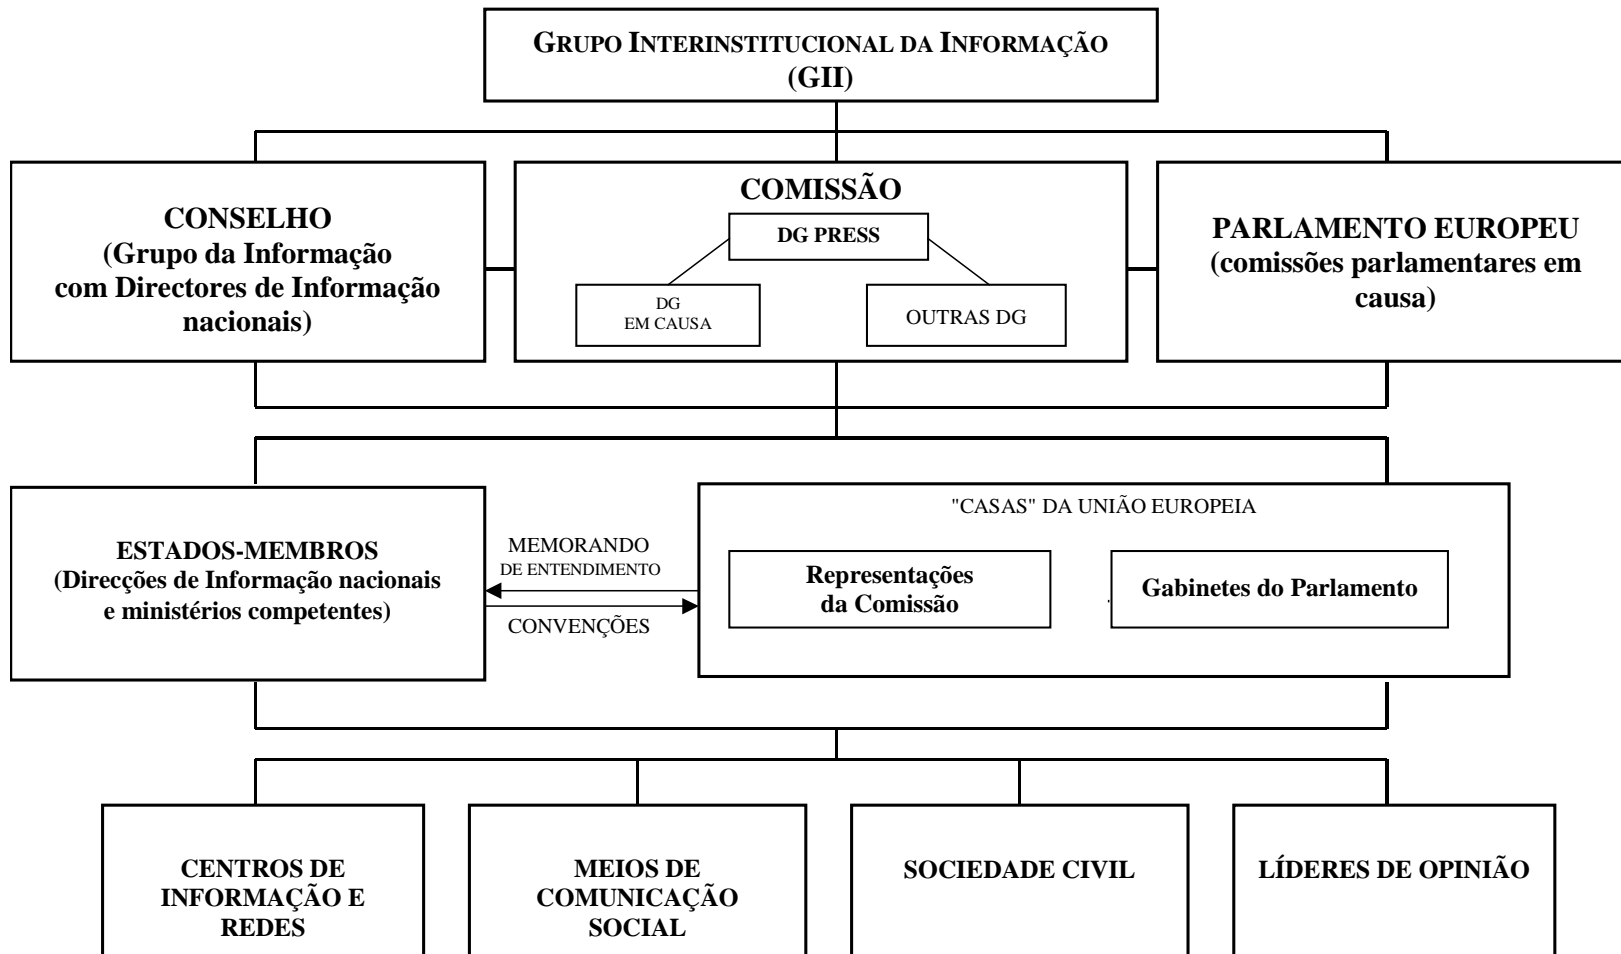 GRUPO INTERINSTITUCIONAL DA INFORMAÇÃO
(GII)
CONSELHO
(Grupo da Informação
com Directores de Informação
nacionais)
COMISSÃO
DG PRESS
DG
EM CAUSA
OUTRAS DG
PARLAMENTO EUROPEU
(comissões parlamentares em
causa)
ESTADOS-MEMBROS
(Direcções de Informação nacionais
e ministérios competentes)
MEMORANDO
DE ENTENDIMENTO
CONVENÇÕES
"CASAS" DA UNIÃO EUROPEIA
Representações
da Comissão
Gabinetes do Parlamento
CENTROS DE
INFORMAÇÃO E
REDES
MEIOS DE
COMUNICAÇÃO
SOCIAL
SOCIEDADE CIVIL
LÍDERES DE OPINIÃO